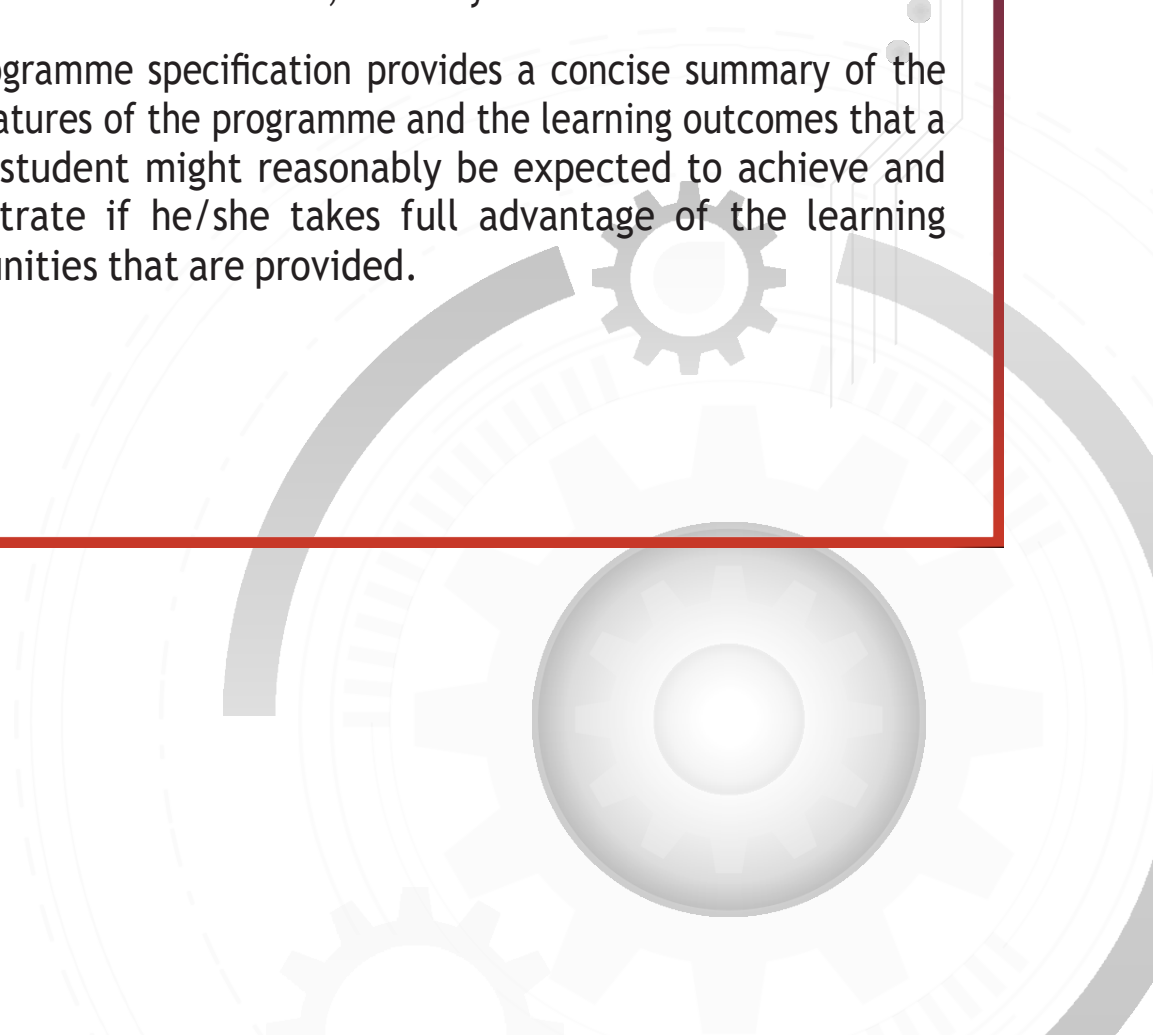 ogramme specification provides a concise summary of the
atures of the programme and the learning outcomes that a
student might reasonably be expected to achieve and
trate if he/she takes full advantage of the learning
unities that are provided.